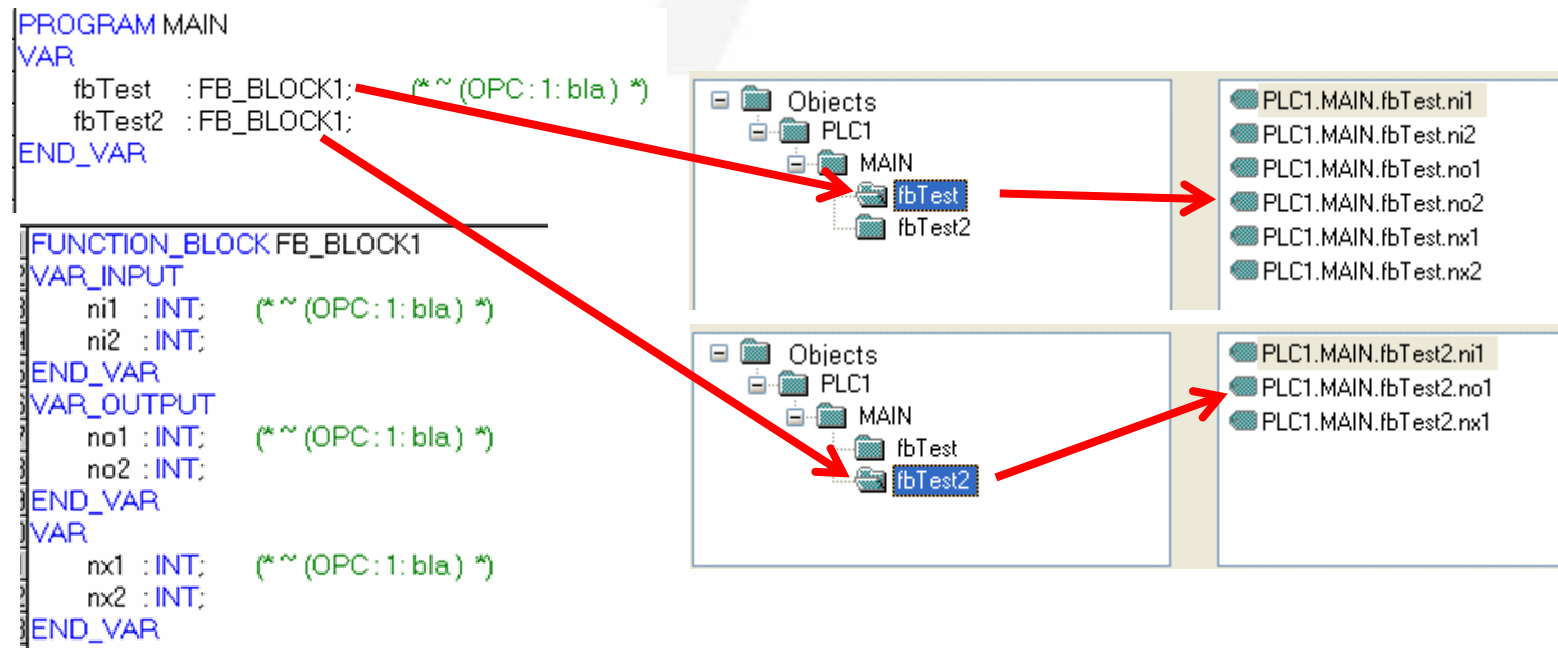 PROGRAM MAIN
VAR
fbTest : FB_BLOCK1; (* ~ (OPC : 1: bla ) *)
fbTest2 : FB_BLOCK1;
END_VAR
FUNCTION_BLOCK FB_BLOCK1
VAR_INPUT
ni1 : INT; (* ~ (OPC : 1: bla ) *)
ni2 : INT;
END_VAR
VAR_OUTPUT
no1 : INT; (* ~ (OPC : 1: bla ) *)
no2 : INT;
END_VAR
VAR
nx1 : INT; (* ~ (OPC : 1: bla ) *)
nx2 : INT;
END_VAR
Objects
PLC1
MAIN
fbTest
fbTest2
PLC1.MAIN.fbTest.ni1
PLC1.MAIN.fbTest.ni2
PLC1.MAIN.fbTest.no1
PLC1.MAIN.fbTest.no2
PLC1.MAIN.fbTest.nx1
PLC1.MAIN.fbTest.nx2
Objects
PLC1
MAIN
fbTest
fbTest2
PLC1.MAIN.fbTest2.ni1
PLC1.MAIN.fbTest2.no1
PLC1.MAIN.fbTest2.nx1